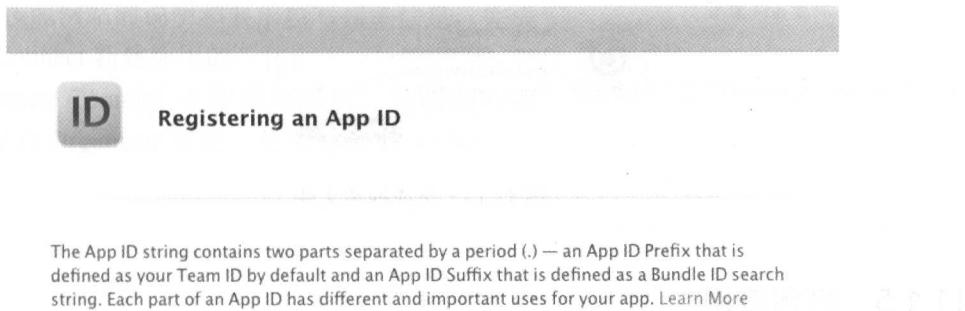 ID
Registering an App ID
The App ID string contains two parts separated by a period (.) — an App ID Prefix that is
defined as your Team ID by default and an App ID Suffix that is defined as a Bundle ID search
string. Each part of an App ID has different and important uses for your app. Learn More